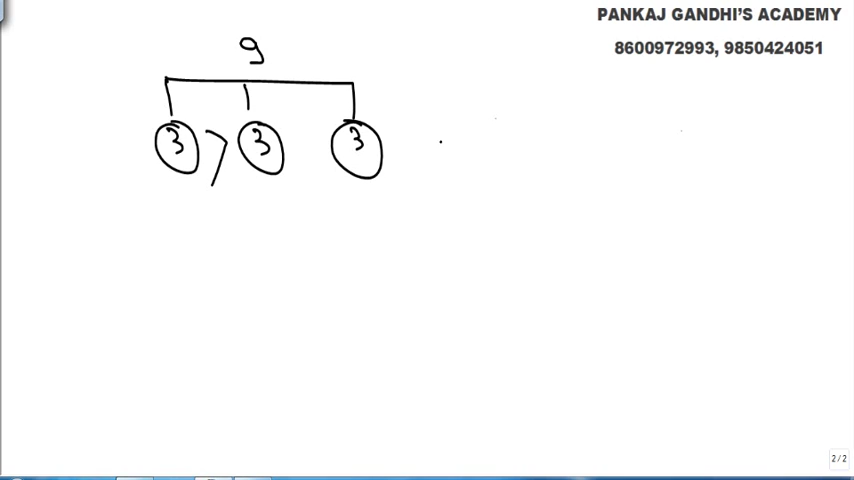 PANKAJ GANDHI'S ACADEMY
8600972993, 9850424051
9
3 > 3 3
2/2